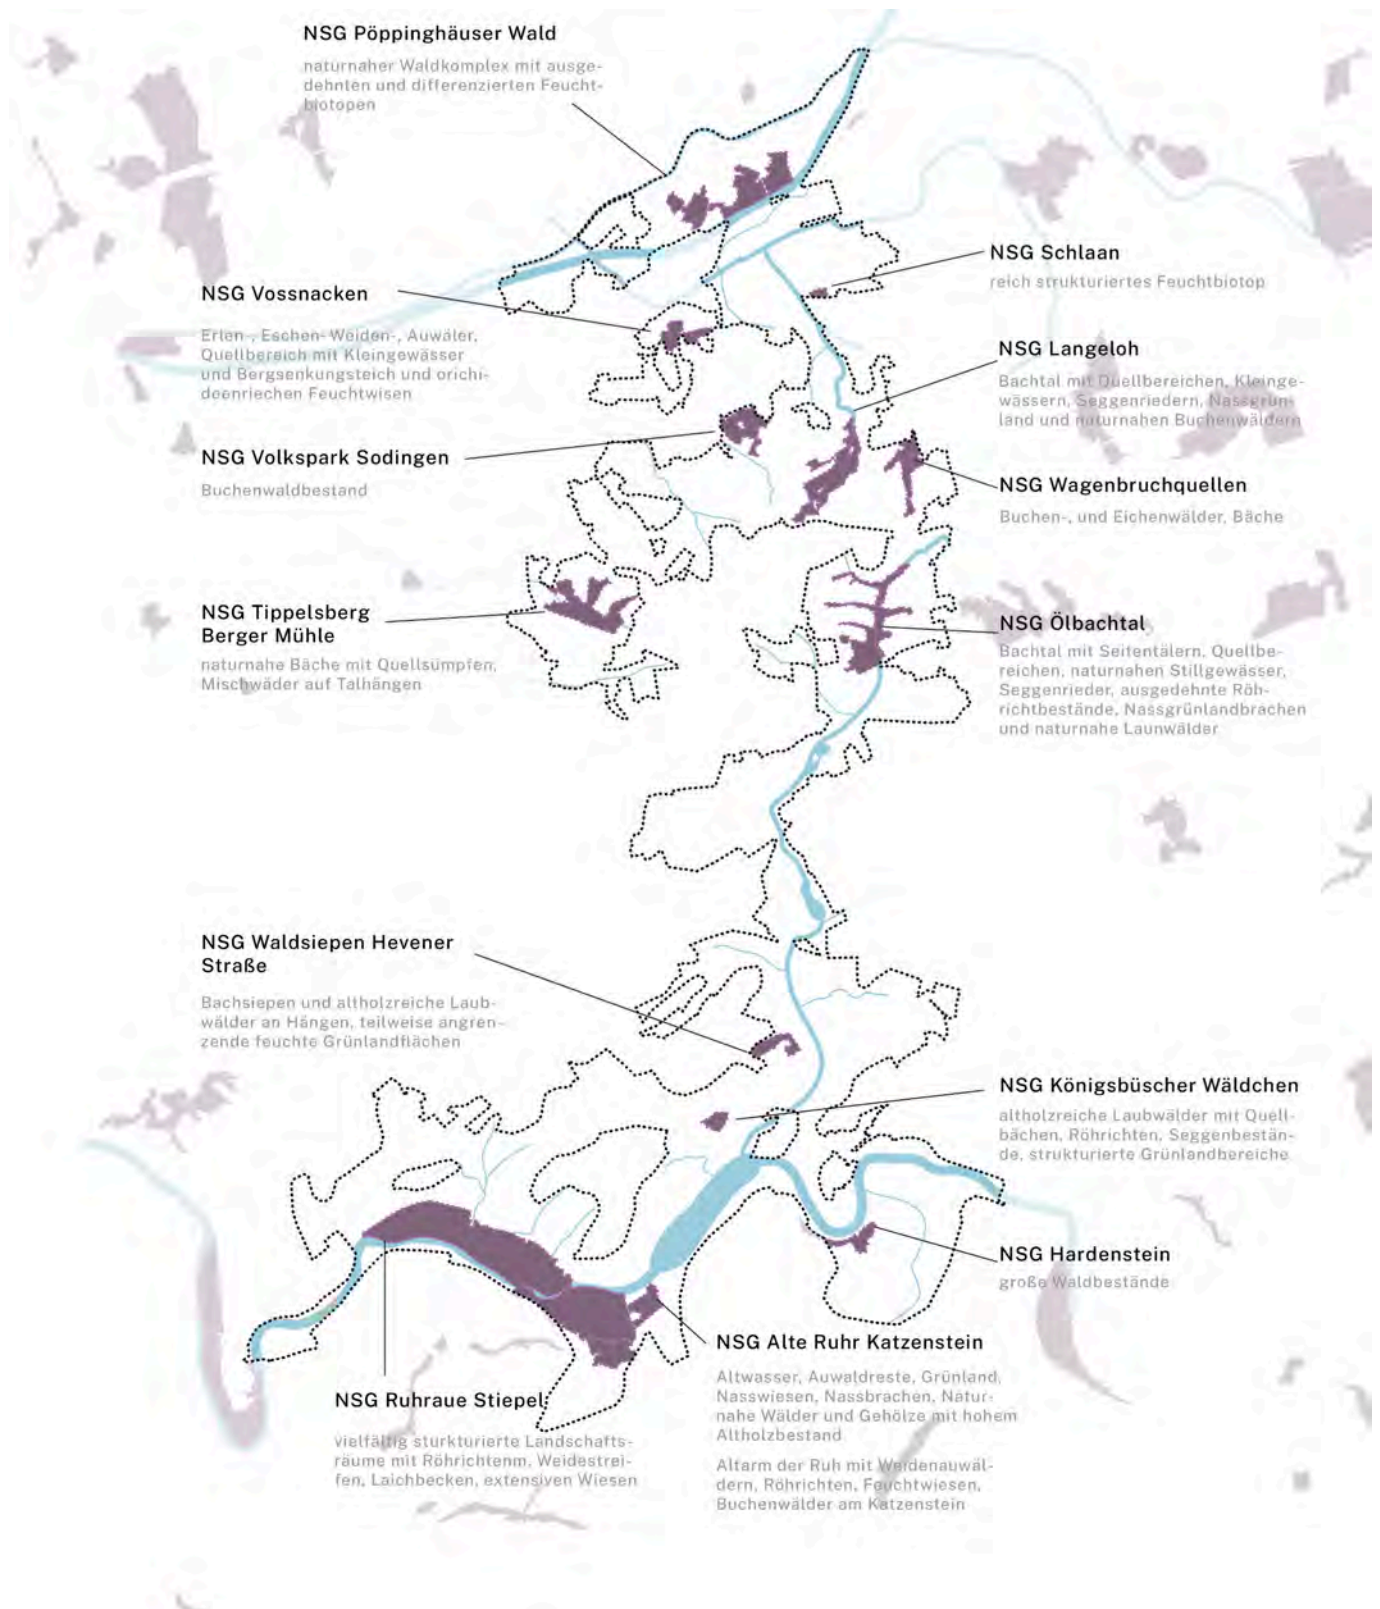 NSG Pöppinghäuser Wald
naturnaher Waldkomplex mit ausge-
dehnten und differenzierten Feucht-
biotopen
NSG Schlaan
reich strukturiertes Feuchtbiotop
NSG Vossnacken
Erlen-, Eschen- Weiden-, Auwäler,
Quellbereich mit Kleingewässer
und Bergsenkungsteich und orichi-
deenriechen Feuchtwisen
NSG Langeloh
Bachtal mit Quellbereichen, Kleinge-
wässern, Seggenriedern, Nassgrün-
land und naturnahen Buchenwäldern
NSG Volkspark Sodingen
Buchenwaldbestand
NSG Wagenbruchquellen
Buchen-, und Eichenwälder, Bäche
NSG Tippelsberg
Berger Mühle
naturnahe Bäche mit Quellsümpfen,
Mischwäder auf Talhängen
NSG Ölbachtal
Bachtal mit Seitentälern, Quellbe-
reichen, naturnahen Stillgewässer,
Seggenrieder, ausgedehnte Röh-
richtbestände, Nassgrünlandbrachen
und naturnahe Launwälder
NSG Waldsiepen Hevener
Straße
Bachsiepen und altholzreiche Laub-
wälder an Hängen, teilweise angren-
zende feuchte Grünlandflächen
NSG Königsbüscher Wäldchen
altholzreiche Laubwälder mit Quell-
bächen, Röhrichten, Seggenbestän-
de, strukturierte Grünlandbereiche
NSG Hardenstein
große Waldbestände
NSG Alte Ruhr Katzenstein
Altwasser, Auwaldreste, Grünland,
Nasswiesen, Nassbrachen, Natur-
nahe Wälder und Gehölze mit hohem
Altholzbestand
Altarm der Ruh mit Weidenauwäl-
dern, Röhrichten, Feuchtwiesen,
Buchenwälder am Katzenstein
NSG Ruhraue Stiepel
vielfältig sturkturierte Landschafts-
räume mit Röhrichtenm, Weidestrei-
fen, Laichbecken, extensiven Wiesen